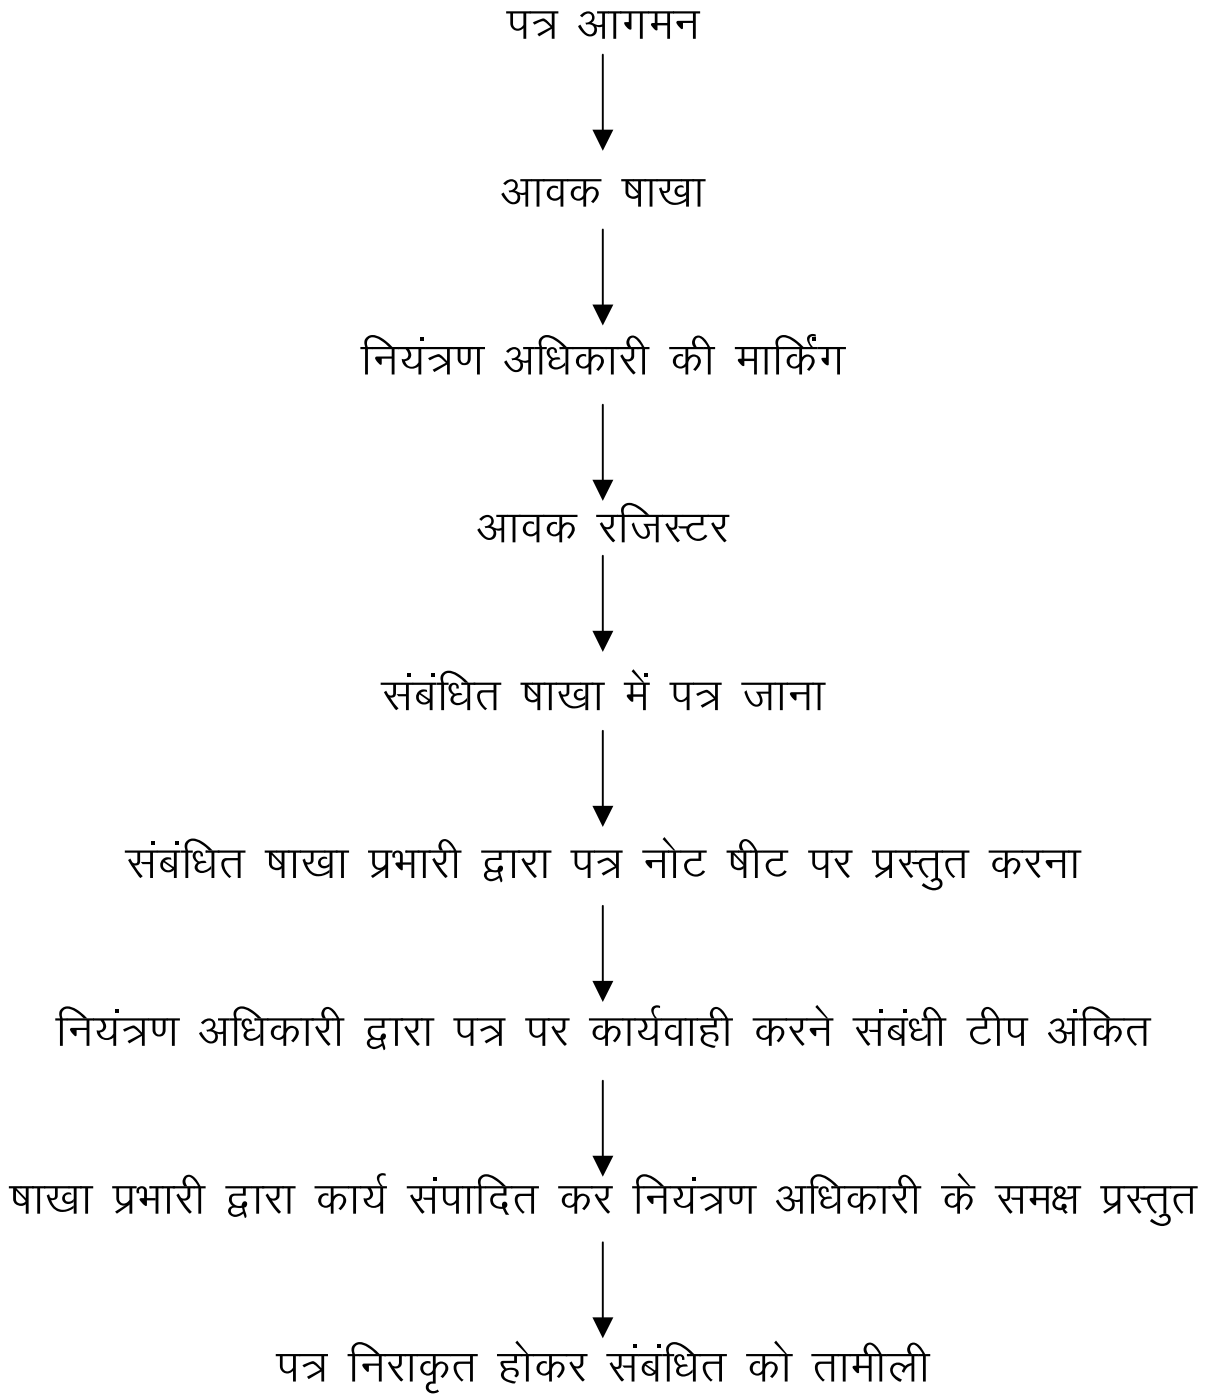 पत्र आगमन
आवक षाखा
नियंत्रण अधिकारी की मार्किंग
आवक रजिस्टर
संबंधित षाखा में पत्र जाना
संबंधित षाखा प्रभारी द्वारा पत्र नोट षीट पर प्रस्तुत करना
नियंत्रण अधिकारी द्वारा पत्र पर कार्यवाही करने संबंधी टीप अंकित
षाखा प्रभारी द्वारा कार्य संपादित कर नियंत्रण अधिकारी के समक्ष प्रस्तुत
पत्र निराकृत होकर संबंधित को तामीली